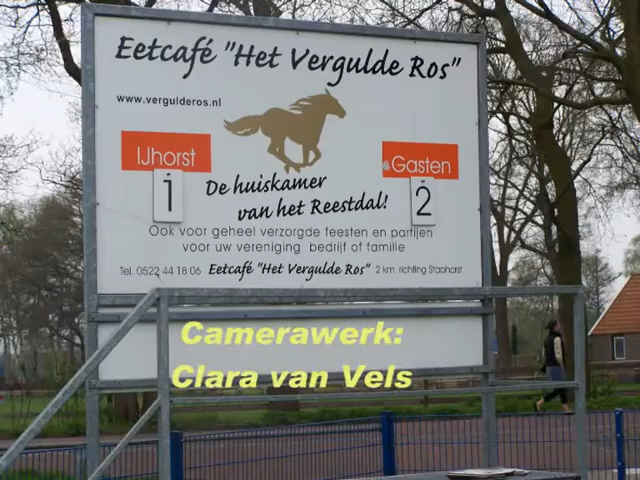 Eetcafé "Het Vergulde Ros"
www.vergulderos.nl
IJhorst
Gasten
1
2
De huiskamer
van het Reestdal!
Ook voor geheel verzorgde feesten en partijen
voor uw vereniging bedrijf of familie
Tel. 0522 44 18 06 Eetcafé "Het Vergulde Ros" 2 km. richting Staphorst
Camerawerk:
Clara van Vels